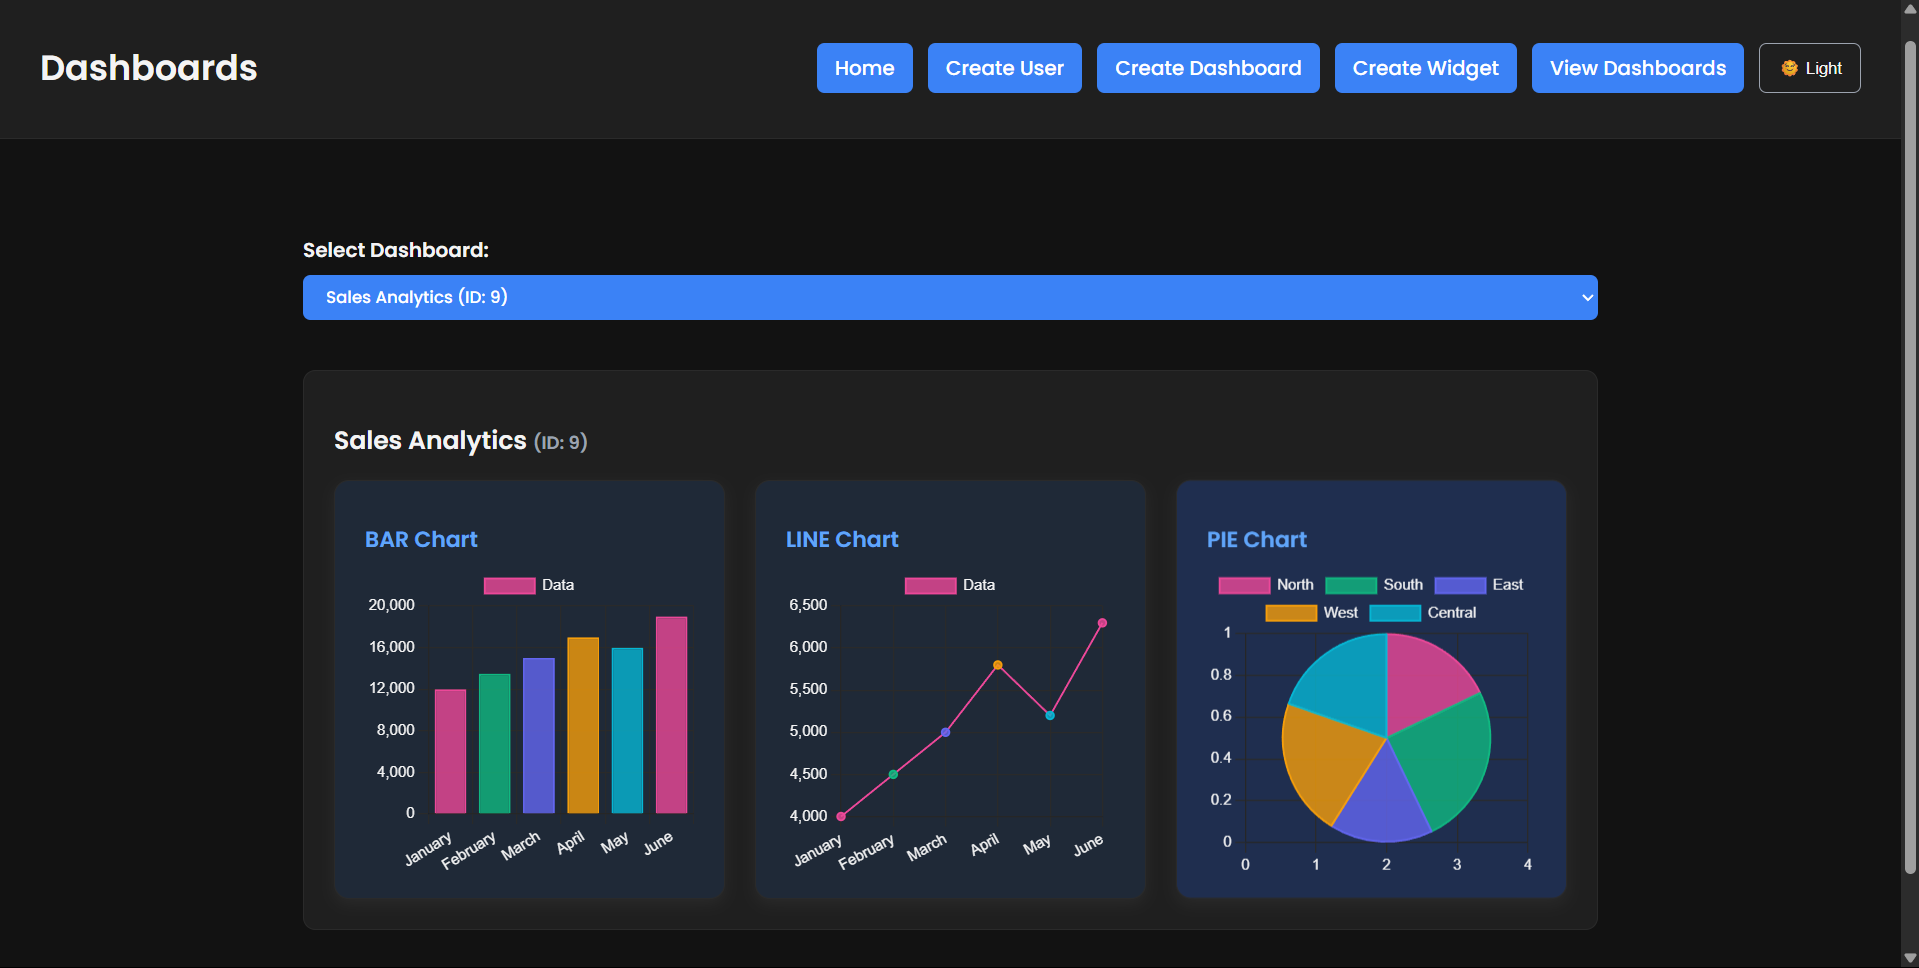 Dashboards
Home Create User Create Dashboard Create Widget View Dashboards 🌞 Light
Select Dashboard:
Sales Analytics (ID: 9)
Sales Analytics (ID: 9)
BAR Chart
Data
20,000
16,000
12,000
8,000
4,000
0
January February March April May June
LINE Chart
Data
6,500
6,000
5,500
5,000
4,500
4,000
January February March April May June
PIE Chart
North South East
West Central
1
0.8
0.6
0.4
0.2
0
0 1 2 3 4